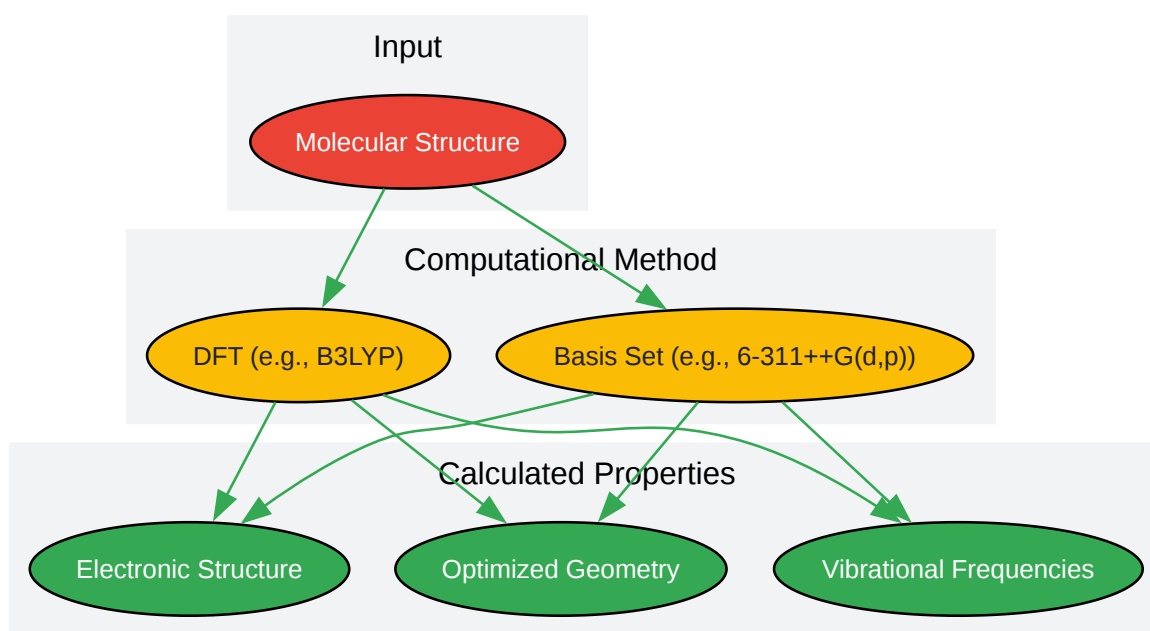 Input
Molecular Structure
Computational Method
DFT (e.g., B3LYP)
Basis Set (e.g., 6-311++G(d,p))
Calculated Properties
Electronic Structure
Optimized Geometry
Vibrational Frequencies